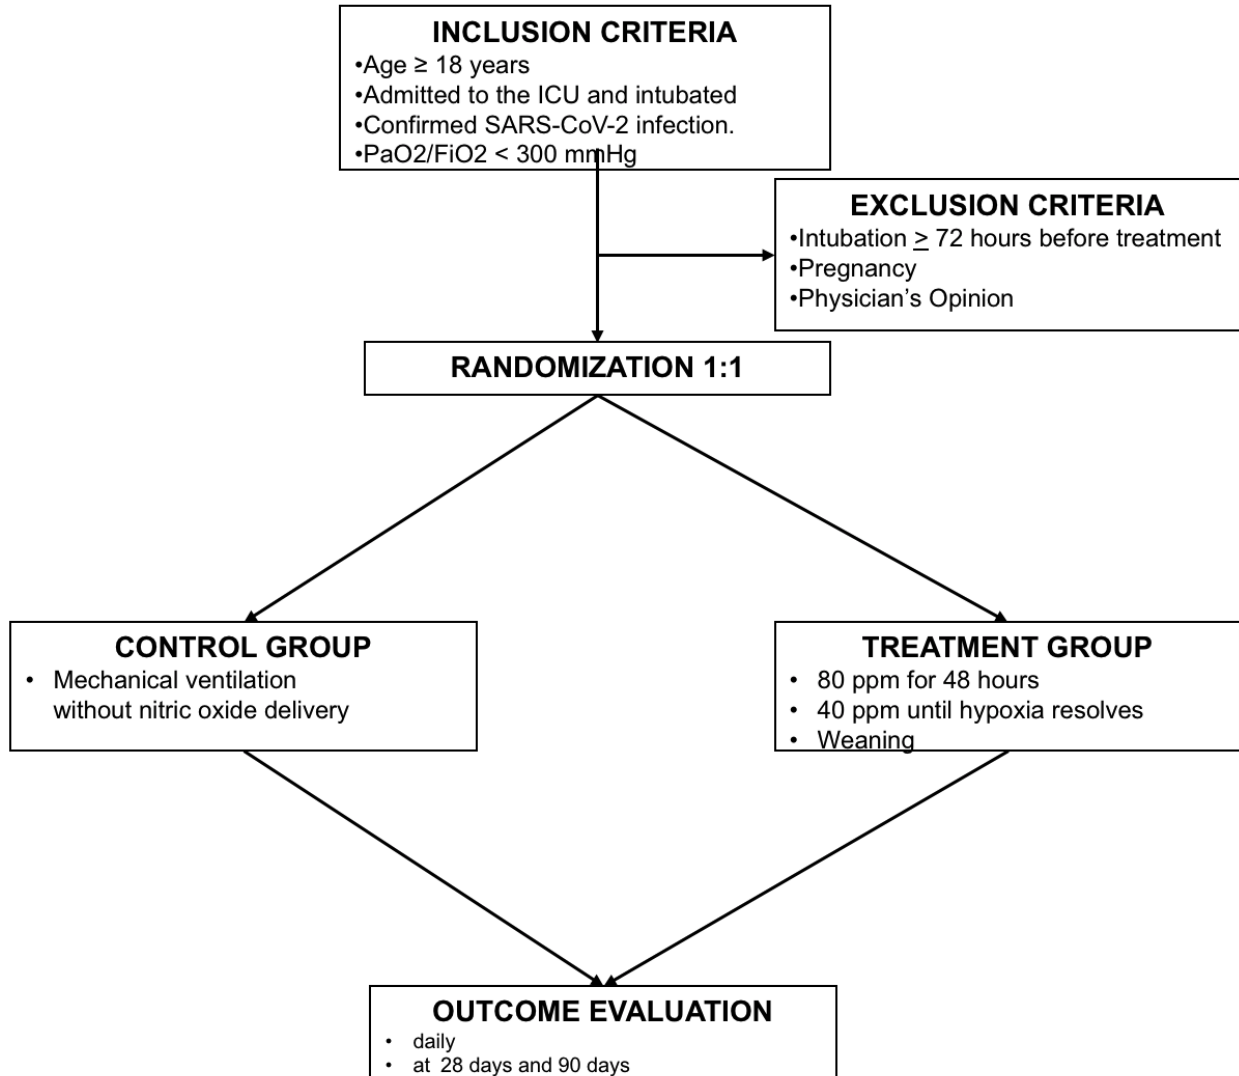 INCLUSION CRITERIA
•Age ≥ 18 years
•Admitted to the ICU and intubated
•Confirmed SARS-CoV-2 infection.
•PaO2/FiO2 < 300 mmHg
EXCLUSION CRITERIA
•Intubation ≥ 72 hours before treatment
•Pregnancy
•Physician’s Opinion
RANDOMIZATION 1:1
CONTROL GROUP
• Mechanical ventilation
without nitric oxide delivery
TREATMENT GROUP
• 80 ppm for 48 hours
• 40 ppm until hypoxia resolves
• Weaning
OUTCOME EVALUATION
• daily
• at 28 days and 90 days